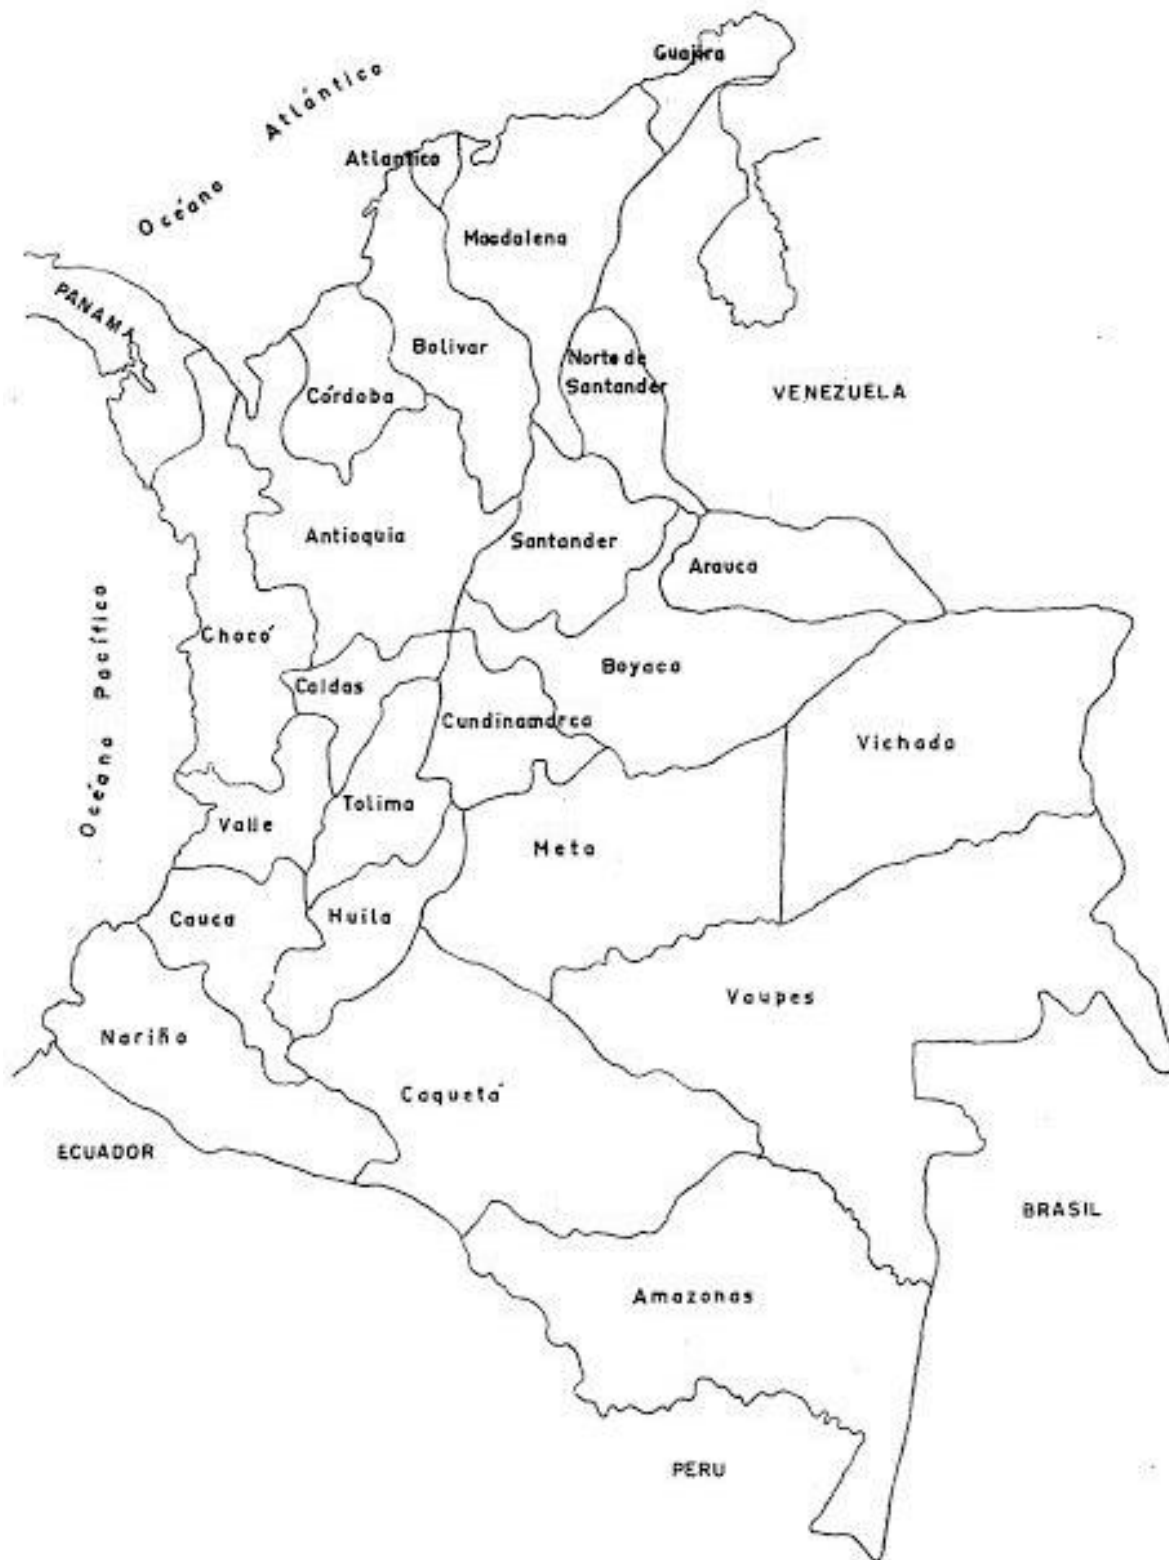 Guajira
Océano Atlántico
Atlantico
Magdalena
PANAMA
Bolivar
Norte de
Santander
Córdoba
VENEZUELA
Antioquia
Santander
Arauca
Océano Pacífico
Chocó
Boyaca
Caldas
Cundinamarca
Vichada
Tolima
Valle
Meta
Cauca
Huila
Vaupes
Nariño
Caquetá
ECUADOR
BRASIL
Amazonas
PERU